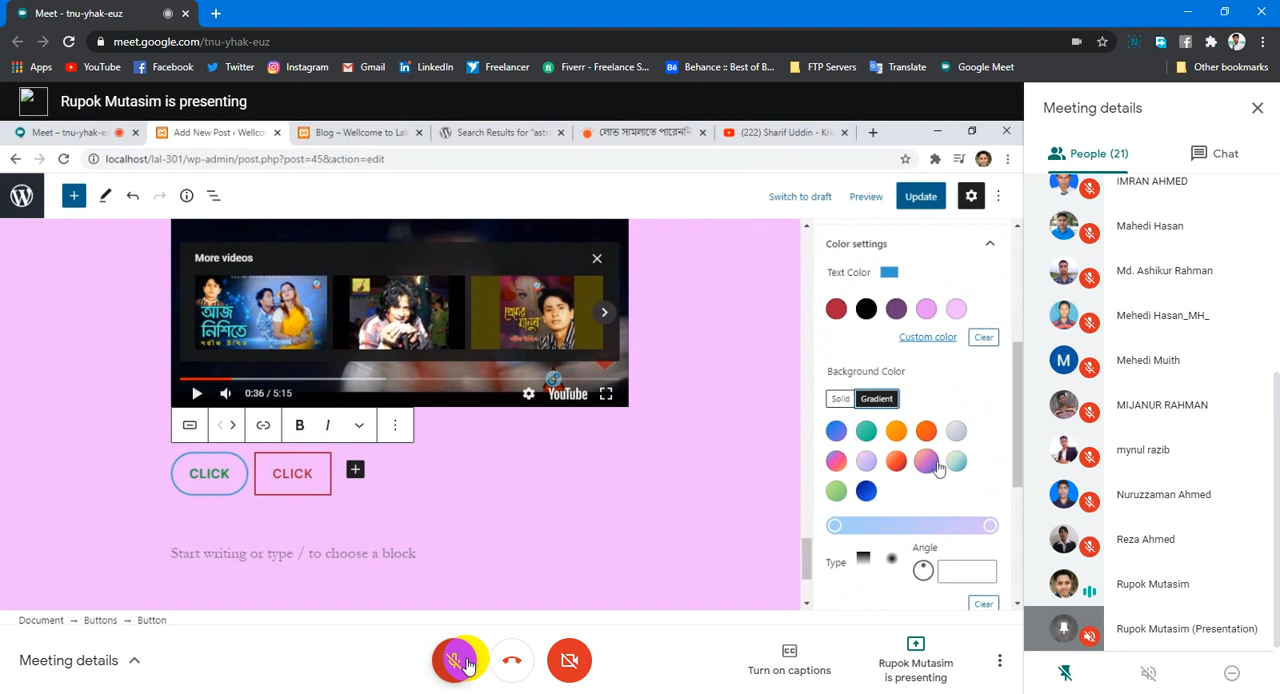 Meet - tnu-yhak-euz
meet.google.com/tnu-yhak-euz
Apps
YouTube
Facebook
Twitter
Instagram
Gmail
LinkedIn
Freelancer
Fiverr - Freelance S...
Behance :: Best of B...
FTP Servers
Translate
Google Meet
Other bookmarks
Rupok Mutasim is presenting
Meet – tnu-yhak-e
Add New Post ‹ Wellco
Blog – Welcome to Lal
Search Results for "astr
লোভ সামলাতে পারেননি
(222) Sharif Uddin - Kri
localhost/lal-301/wp-admin/post.php?post=45&action=edit
Switch to draft
Preview
Update
More videos
আজ
নিশিতে
প্রেমের
মানুষ
0:36 / 5:15
YouTube
B I
CLICK
CLICK
Start writing or type / to choose a block
Color settings
Text Color
Custom color
Clear
Background Color
Solid
Gradient
Type
Angle
Clear
Document → Buttons → Button
Meeting details
Turn on captions
Rupok Mutasim
is presenting
Meeting details
People (21)
Chat
IMRAN AHMED
Mahedi Hasan
Md. Ashikur Rahman
Mehedi Hasan_MH_
M
Mehedi Muith
MIJANUR RAHMAN
mynul razib
Nuruzzaman Ahmed
Reza Ahmed
Rupok Mutasim
Rupok Mutasim (Presentation)